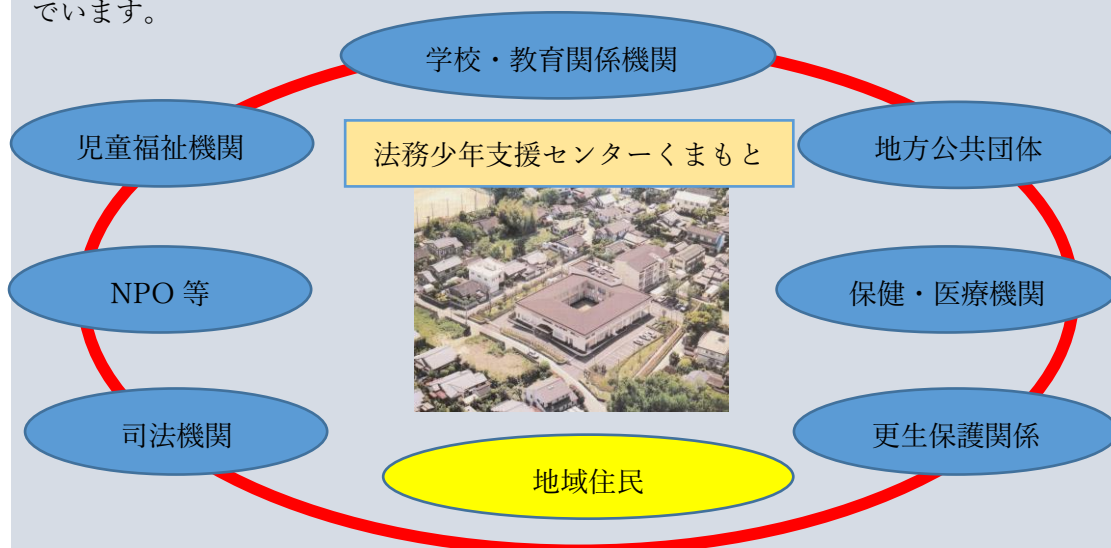 でいます。
学校・教育関係機関
児童福祉機関
法務少年支援センターくまもと
地方公共団体
NPO 等
保健・医療機関
司法機関
更生保護関係
地域住民